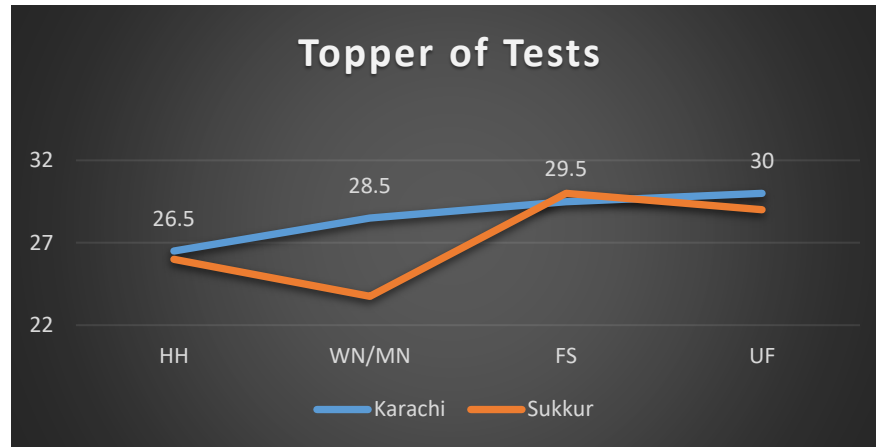 Topper of Tests
32
27
22
26.5
28.5
29.5
30
HH WN/MN FS UF
Karachi Sukkur